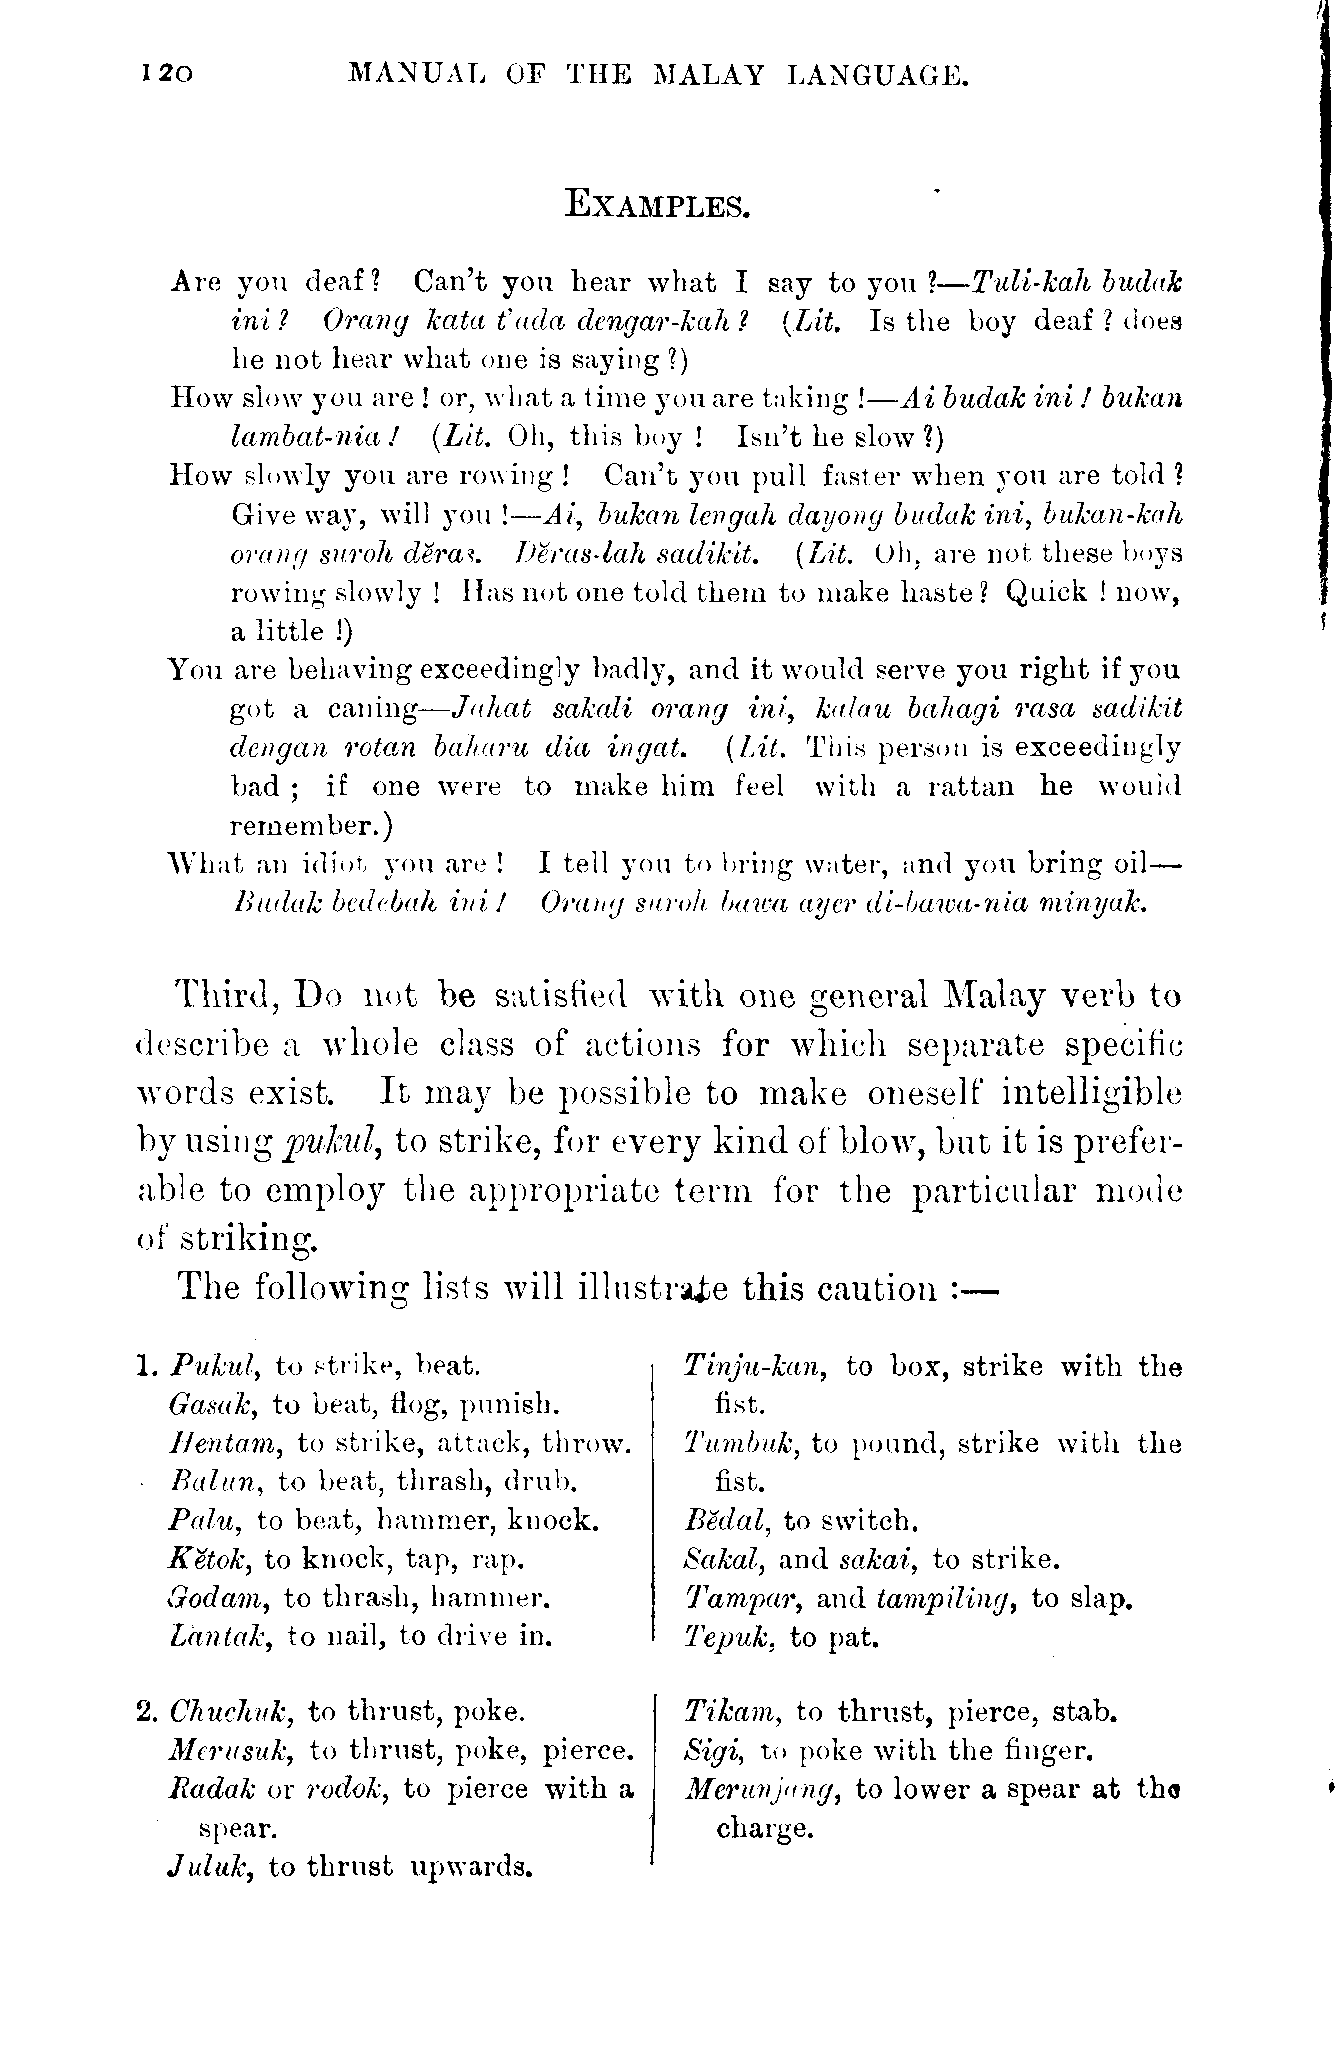 120 MANUAL OF THE MALAY LANGUAGE.
EXAMPLES.
Are you deaf? Can't you hear what I say to you?—Tuli-kah budak
ini? Orang kata t'ada dengar-kah? (Lit. Is the boy deaf? does
he not hear what one is saying?)
How slow you are! or, what a time you are taking!—Ai budak ini! bukan
lambat-nia! (Lit. Oh, this boy! Isn't he slow?)
How slowly you are rowing! Can't you pull faster when you are told?
Give way, will you!—Ai, bukan lengah dayong budak ini, bukan-kah
orang suroh dĕras. Dĕras-lah sadikit. (Lit. Oh, are not these boys
rowing slowly! Has not one told them to make haste? Quick! now,
a little!)
You are behaving exceedingly badly, and it would serve you right if you
got a caning—Jahat sakali orang ini, kalau bahagi rasa sadikit
dengan rotan baharu dia ingat. (Lit. This person is exceedingly
bad; if one were to make him feel with a rattan he would
remember.)
What an idiot you are! I tell you to bring water, and you bring oil—
Budak bedebah ini! Orang suroh bawa ayer di-bawa-nia minyak.
Third, Do not be satisfied with one general Malay verb to
describe a whole class of actions for which separate specific
words exist. It may be possible to make oneself intelligible
by using pukul, to strike, for every kind of blow, but it is prefer-
able to employ the appropriate term for the particular mode
of striking.
The following lists will illustrate this caution:—
1. Pukul, to strike, beat.
Gasak, to beat, flog, punish.
Hentam, to strike, attack, throw.
Balun, to beat, thrash, drub.
Palu, to beat, hammer, knock.
Kĕtok, to knock, tap, rap.
Godam, to thrash, hammer.
Lantak, to nail, to drive in.
Tinju-kan, to box, strike with the
fist.
Tumbuk, to pound, strike with the
fist.
Bĕdal, to switch.
Sakal, and sakai, to strike.
Tampar, and tampiling, to slap.
Tepuk, to pat.
2. Chuchuk, to thrust, poke.
Merusuk, to thrust, poke, pierce.
Radak or rodok, to pierce with a
spear.
Juluk, to thrust upwards.
Tikam, to thrust, pierce, stab.
Sigi, to poke with the finger.
Merunjang, to lower a spear at the
charge.